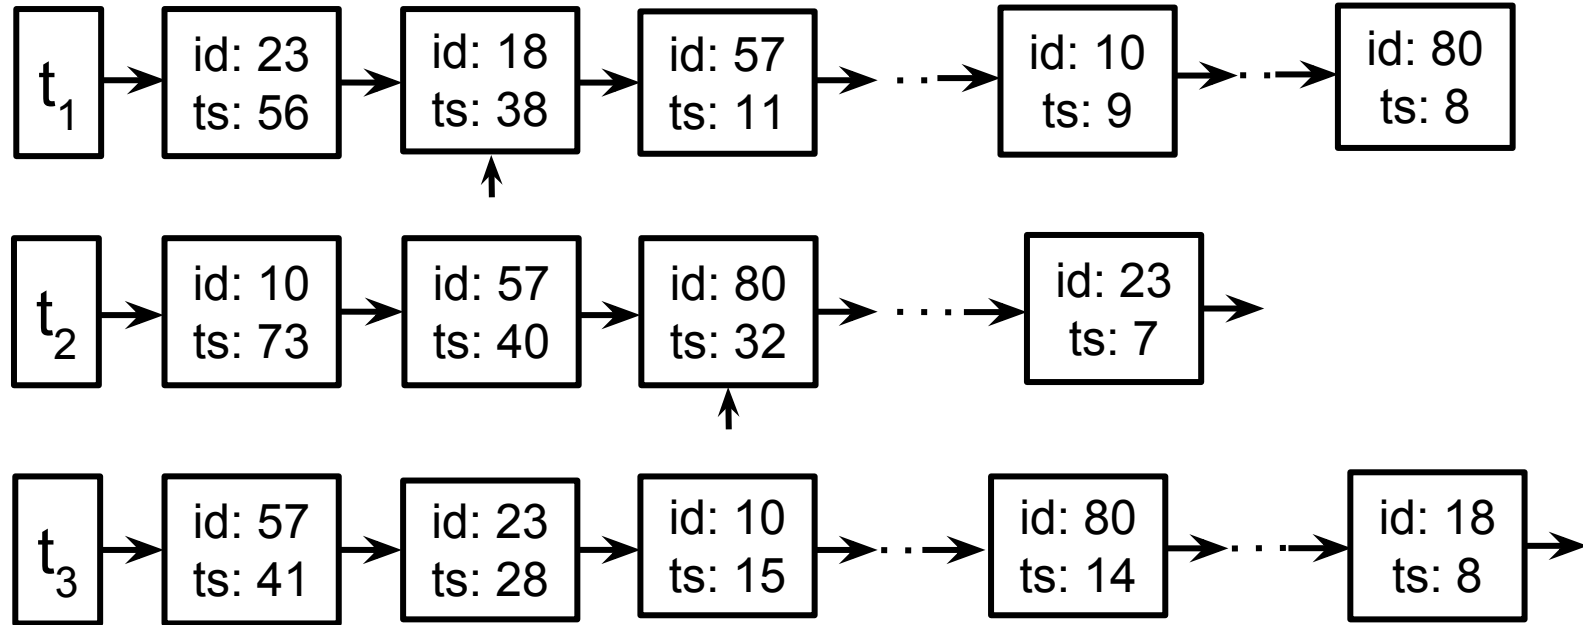 t1
id: 23
ts: 56
id: 18
ts: 38
id: 57
ts: 11
id: 10
ts: 9
id: 80
ts: 8
t2
id: 10
ts: 73
id: 57
ts: 40
id: 80
ts: 32
id: 23
ts: 7
t3
id: 57
ts: 41
id: 23
ts: 28
id: 10
ts: 15
id: 80
ts: 14
id: 18
ts: 8